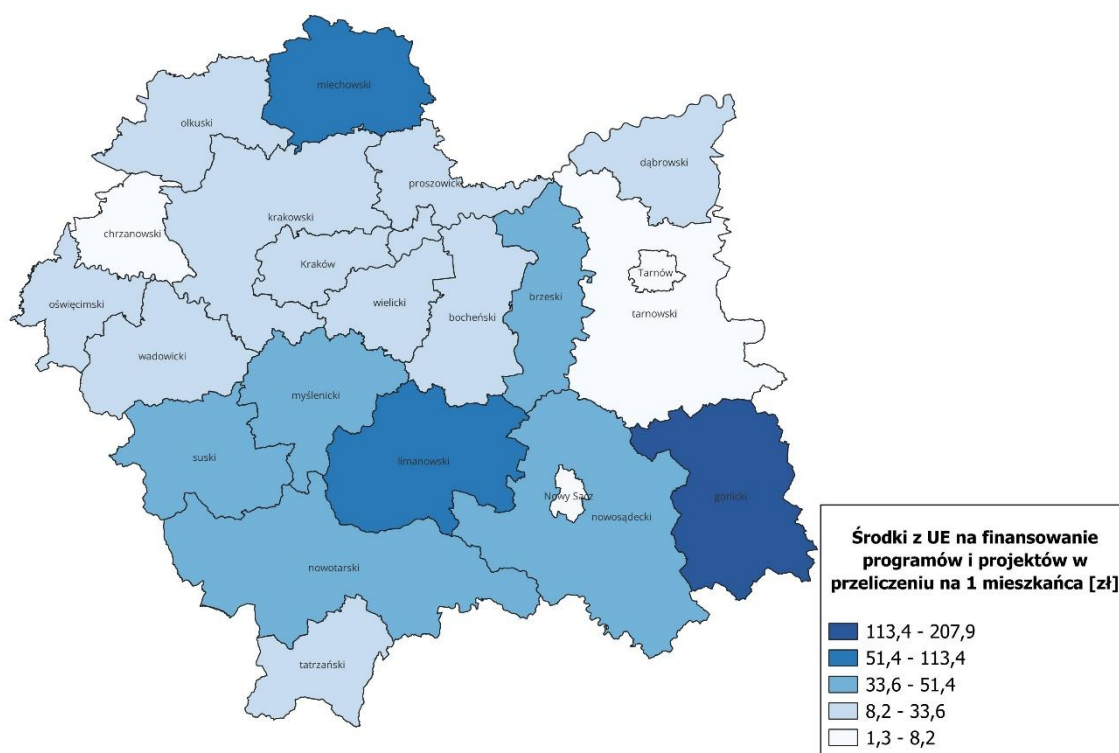 miechowski
olkuski
dąbrowski
proszowick
krakowski
chrzanowski
Kraków
Tarnów
wielicki
brzeski
oświęcimski
bocheński
tarnowski
wadowicki
myślenicki
suski
limanowski
Nowy Sącz
gorlicki
nowosądecki
nowotarski
tatrzański
Środki z UE na finansowanie
programów i projektów w
przeliczeniu na 1 mieszkańca [zł]
113,4 - 207,9
51,4 - 113,4
33,6 - 51,4
8,2 - 33,6
1,3 - 8,2